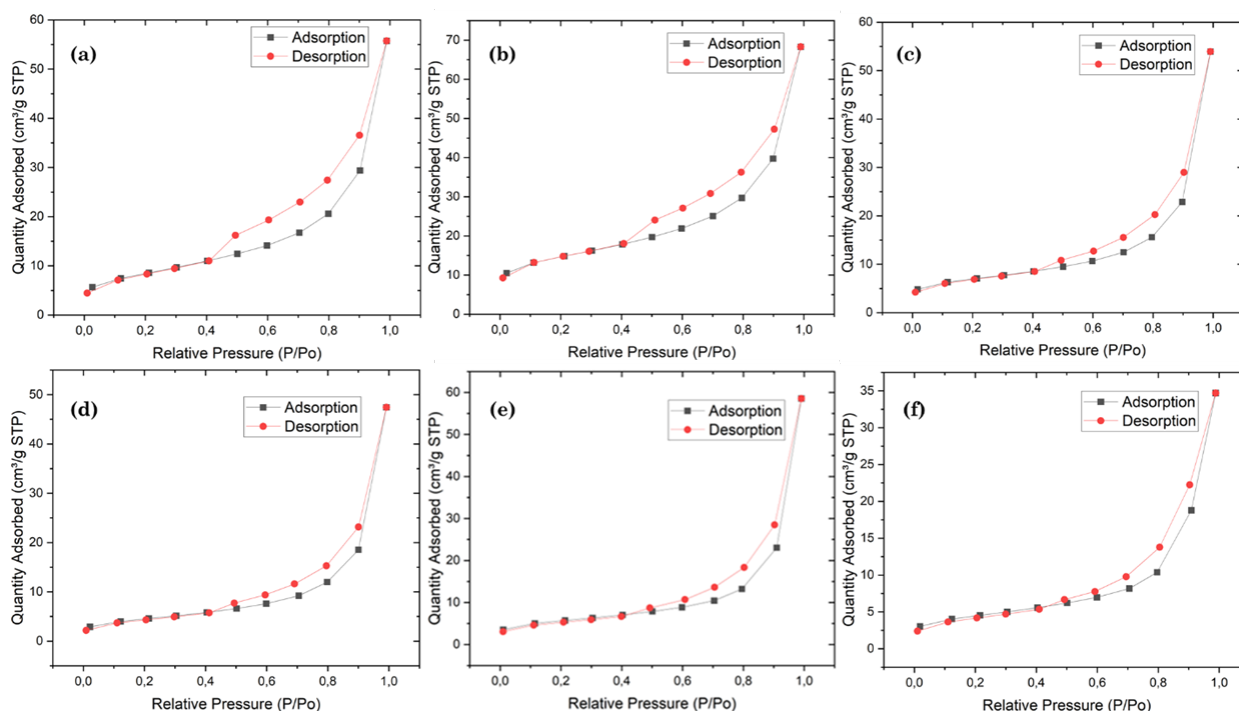 (a)
Adsorption
Desorption
Quantity Adsorbed (cm³/g STP)
60
50
40
30
20
10
0
0,0 0,2 0,4 0,6 0,8 1,0
Relative Pressure (P/Po)
(b)
Adsorption
Desorption
Quantity Adsorbed (cm³/g STP)
70
60
50
40
30
20
10
0
0,0 0,2 0,4 0,6 0,8 1,0
Relative Pressure (P/Po)
(c)
Adsorption
Desorption
Quantity Adsorbed (cm³/g STP)
60
50
40
30
20
10
0
0,0 0,2 0,4 0,6 0,8 1,0
Relative Pressure (P/Po)
(d)
Adsorption
Desorption
Quantity Adsorbed (cm³/g STP)
50
40
30
20
10
0
0,0 0,2 0,4 0,6 0,8 1,0
Relative Pressure (P/Po)
(e)
Adsorption
Desorption
Quantity Adsorbed (cm³/g STP)
60
50
40
30
20
10
0
0,0 0,2 0,4 0,6 0,8 1,0
Relative Pressure (P/Po)
(f)
Adsorption
Desorption
Quantity Adsorbed (cm³/g STP)
35
30
25
20
15
10
5
0
0,0 0,2 0,4 0,6 0,8 1,0
Relative Pressure (P/Po)